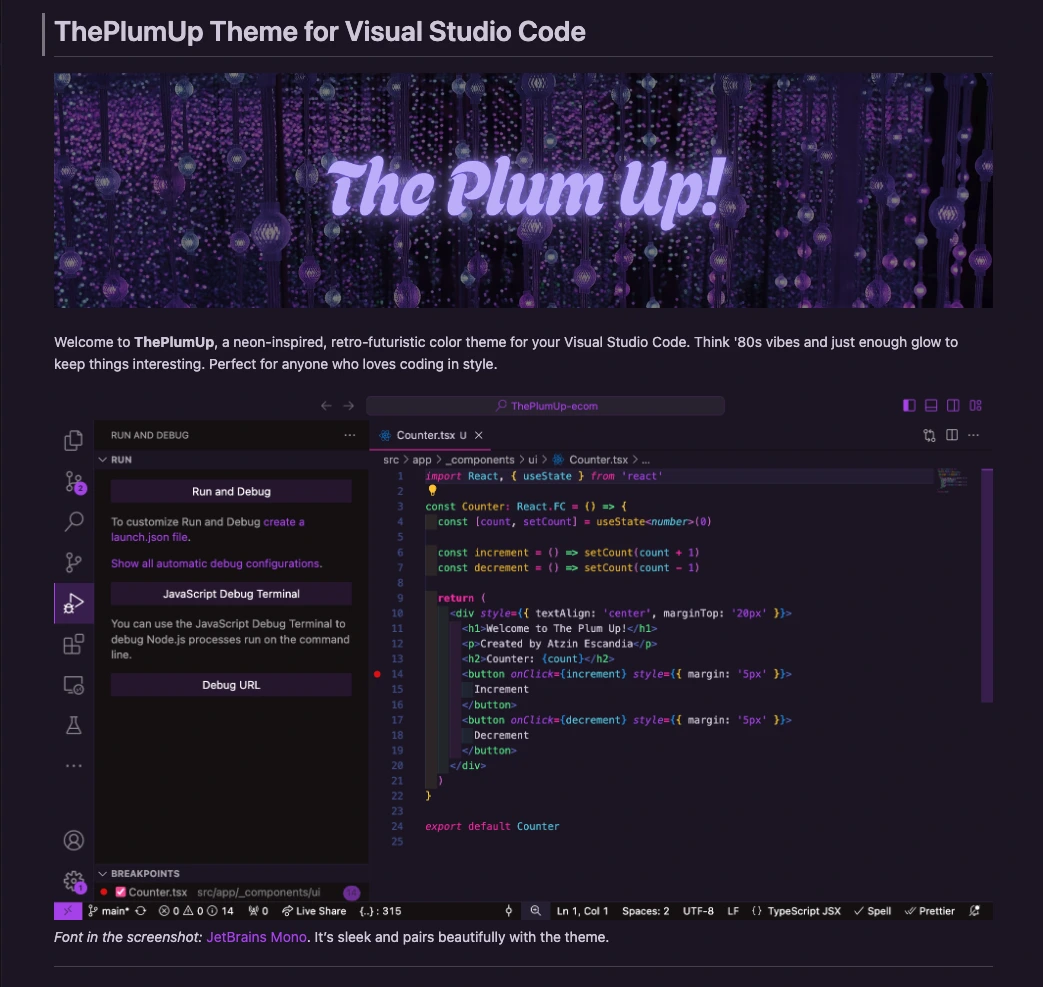 ThePlumUp Theme for Visual Studio Code
The Plum Up!
Welcome to ThePlumUp, a neon-inspired, retro-futuristic color theme for your Visual Studio Code. Think '80s vibes and just enough glow to
keep things interesting. Perfect for anyone who loves coding in style.
ThePlumUp-ecom
RUN AND DEBUG
RUN
Run and Debug
To customize Run and Debug create a
launch.json file.
Show all automatic debug configurations.
JavaScript Debug Terminal
You can use the JavaScript Debug Terminal to
debug Node.js processes run on the command
line.
Debug URL
2
1
BREAKPOINTS
Counter.tsx src/app/_components/ui 14
Counter.tsx U
src > app > _components > ui > Counter.tsx > ...
1 import React, { useState } from 'react'
2
3 const Counter: React.FC = () => {
4 const [count, setCount] = useState<number>(0)
5
6 const increment = () => setCount(count + 1)
7 const decrement = () => setCount(count - 1)
8
9 return (
10 <div style={{ textAlign: 'center', marginTop: '20px' }}>
11 <h1>Welcome to The Plum Up!</h1>
12 <p>Created by Atzin Escandia</p>
13 <h2>Counter: {count}</h2>
14 <button onClick={increment} style={{ margin: '5px' }}>
15 Increment
16 </button>
17 <button onClick={decrement} style={{ margin: '5px' }}>
18 Decrement
19 </button>
20 </div>
21 )
22 }
23
24 export default Counter
25
main* 0 0 14 0 Live Share {..} : 315 Ln 1, Col 1 Spaces: 2 UTF-8 LF {} TypeScript JSX Spell Prettier
Font in the screenshot: JetBrains Mono. It’s sleek and pairs beautifully with the theme.